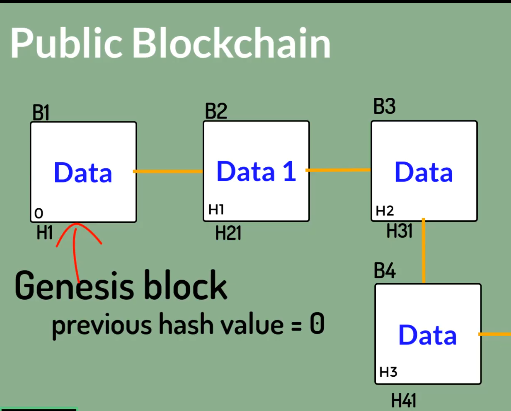 Public Blockchain
B1
B2
B3
Data
Data 1
Data
0
H1
H2
H1
H21
H31
B4
Genesis block
previous hash value = 0
Data
H3
H41